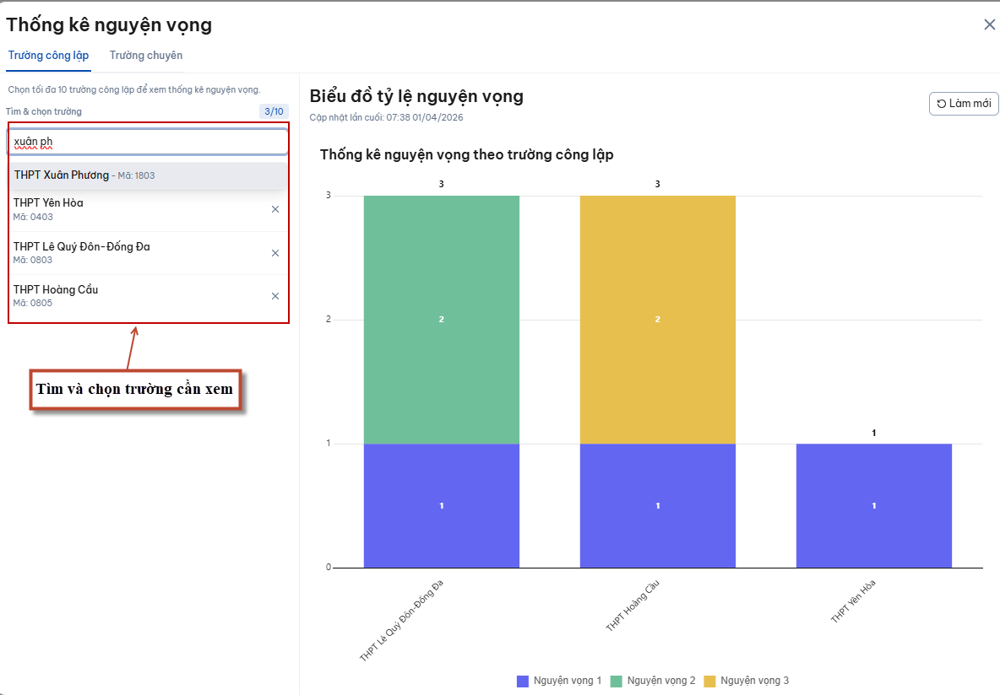 Thống kê nguyện vọng
Trường công lập
Trường chuyên
Chọn tối đa 10 trường công lập để xem thống kê nguyện vọng.
Tìm & chọn trường
3/10
xuân ph
THPT Xuân Phương - Mã: 1803
THPT Yên Hòa
Mã: 0403
THPT Lê Quý Đôn-Đống Đa
Mã: 0803
THPT Hoàng Cầu
Mã: 0805
Tìm và chọn trường cần xem
Biểu đồ tỷ lệ nguyện vọng
Cập nhật lần cuối: 07:38 01/04/2026
Làm mới
Thống kê nguyện vọng theo trường công lập
3
3
3
2
2
2
1
1
1
1
1
0
THPT Lê Quý Đôn-Đống Đa
THPT Hoàng Cầu
THPT Yên Hòa
Nguyện vọng 1
Nguyện vọng 2
Nguyện vọng 3